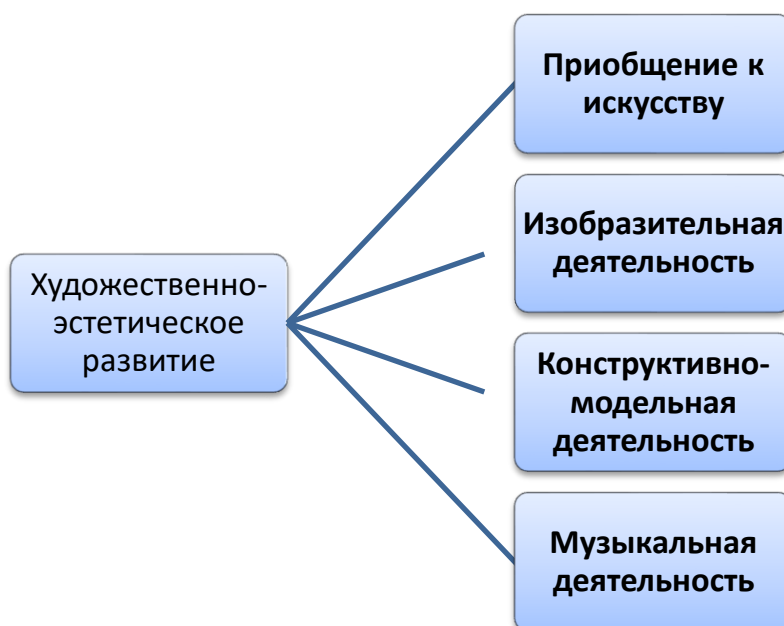 Художественно-
эстетическое
развитие
Приобщение к
искусству
Изобразительная
деятельность
Конструктивно-
модельная
деятельность
Музыкальная
деятельность